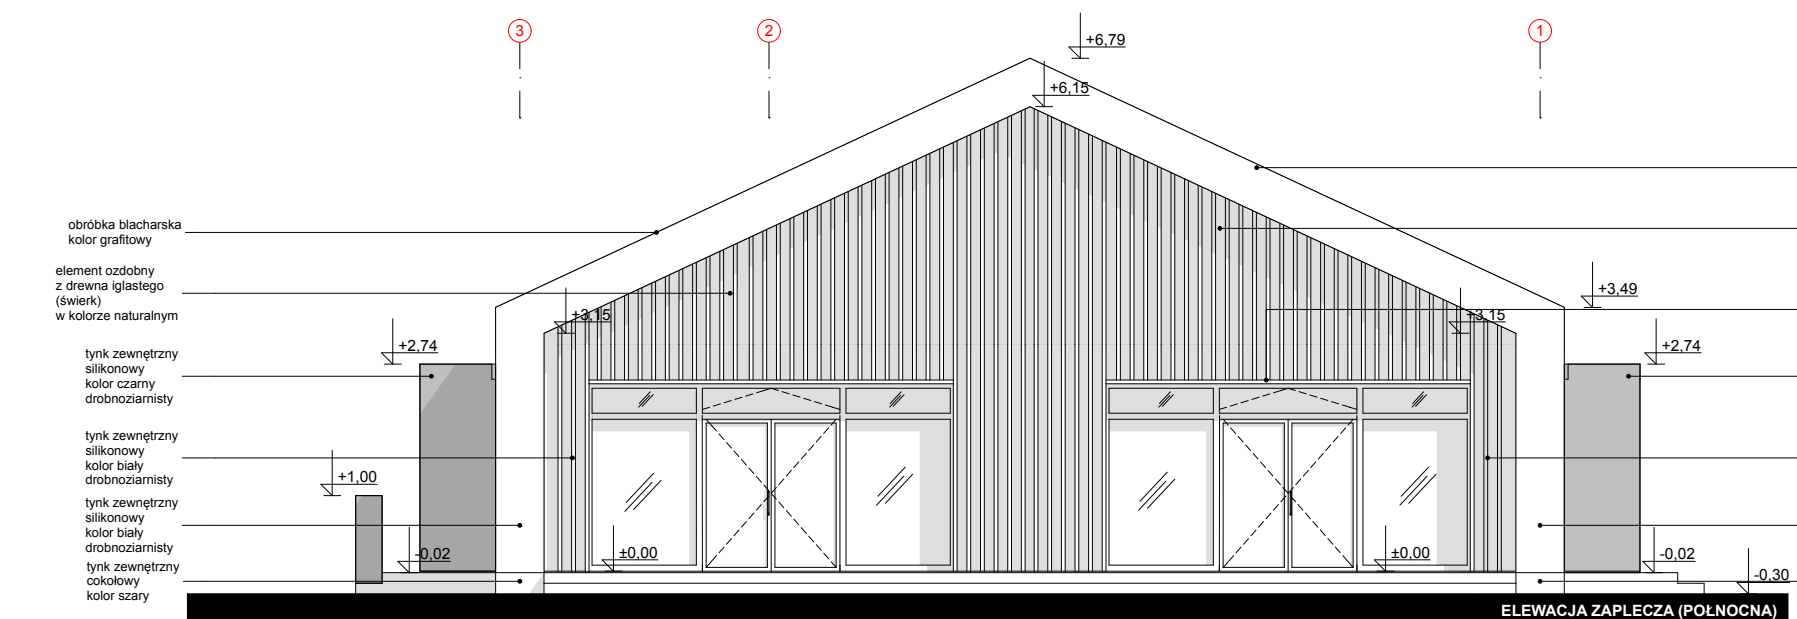 3
2
1
+6,79
+6,15
obróbka blacharska
kolor grafitowy
element ozdobny
z drewna iglastego
(świerk)
w kolorze naturalnym
+3,49
+3,15
+3,15
+2,74
+2,74
tynk zewnętrzny
silikonowy
kolor czarny
drobnoziarnisty
tynk zewnętrzny
silikonowy
kolor biały
drobnoziarnisty
+1,00
tynk zewnętrzny
silikonowy
kolor biały
drobnoziarnisty
-0,02
±0,00
±0,00
-0,02
tynk zewnętrzny
cokołowy
kolor szary
-0,30
ELEWACJA ZAPLECZA (POŁNOCNA)